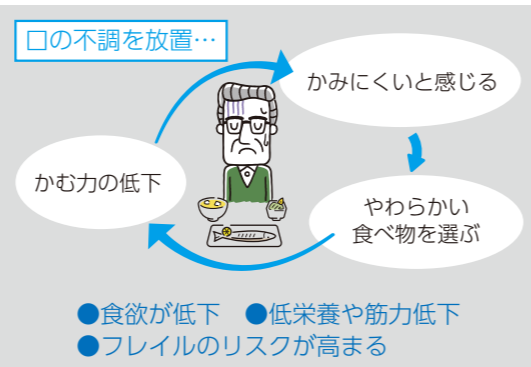 口の不調を放置…
かみにくいと感じる
やわらかい
食べ物を選ぶ
かむ力の低下
●食欲が低下　●低栄養や筋力低下
●フレイルのリスクが高まる